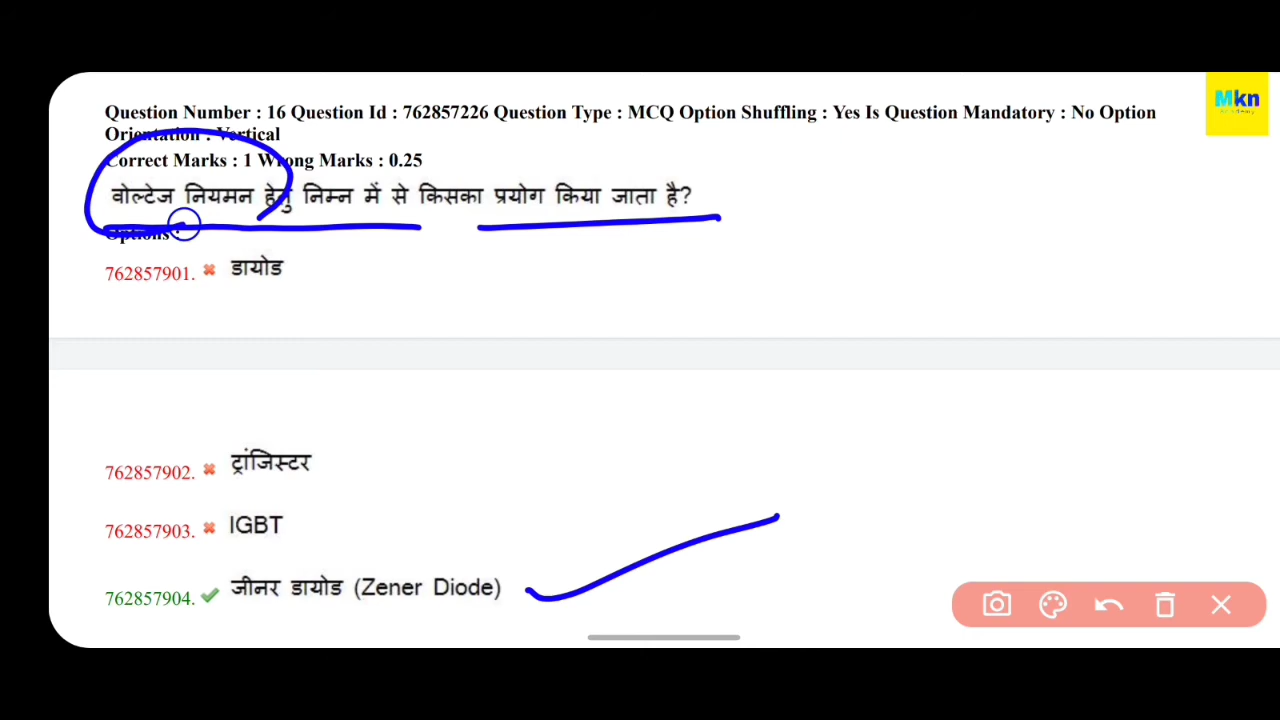 Mkn
Question Number : 16 Question Id : 762857226 Question Type : MCQ Option Shuffling : Yes Is Question Mandatory : No Option
Orientation : Vertical
Correct Marks : 1 Wrong Marks : 0.25
वोल्टेज नियमन हेतु निम्न में से किसका प्रयोग किया जाता है?
Options :
762857901. डायोड
762857902. ट्रांजिस्टर
762857903. IGBT
762857904. जीनर डायोड (Zener Diode)